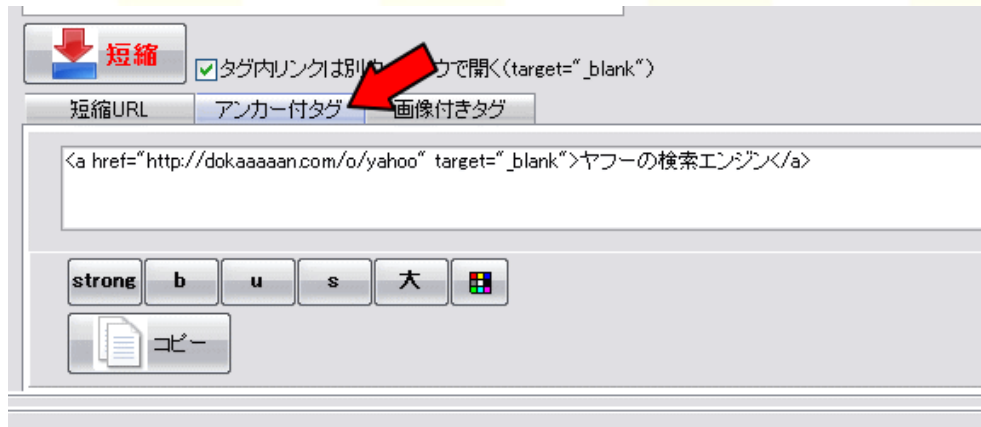 短縮
タグ内リンクは別ウで開く(target="_blank")
短縮URL アンカー付タグ 画像付きタグ
<a href="http://dokaaaaan.com/o/yahoo" target="_blank">ヤフーの検索エンジン</a>
strong b u s 大
コピー